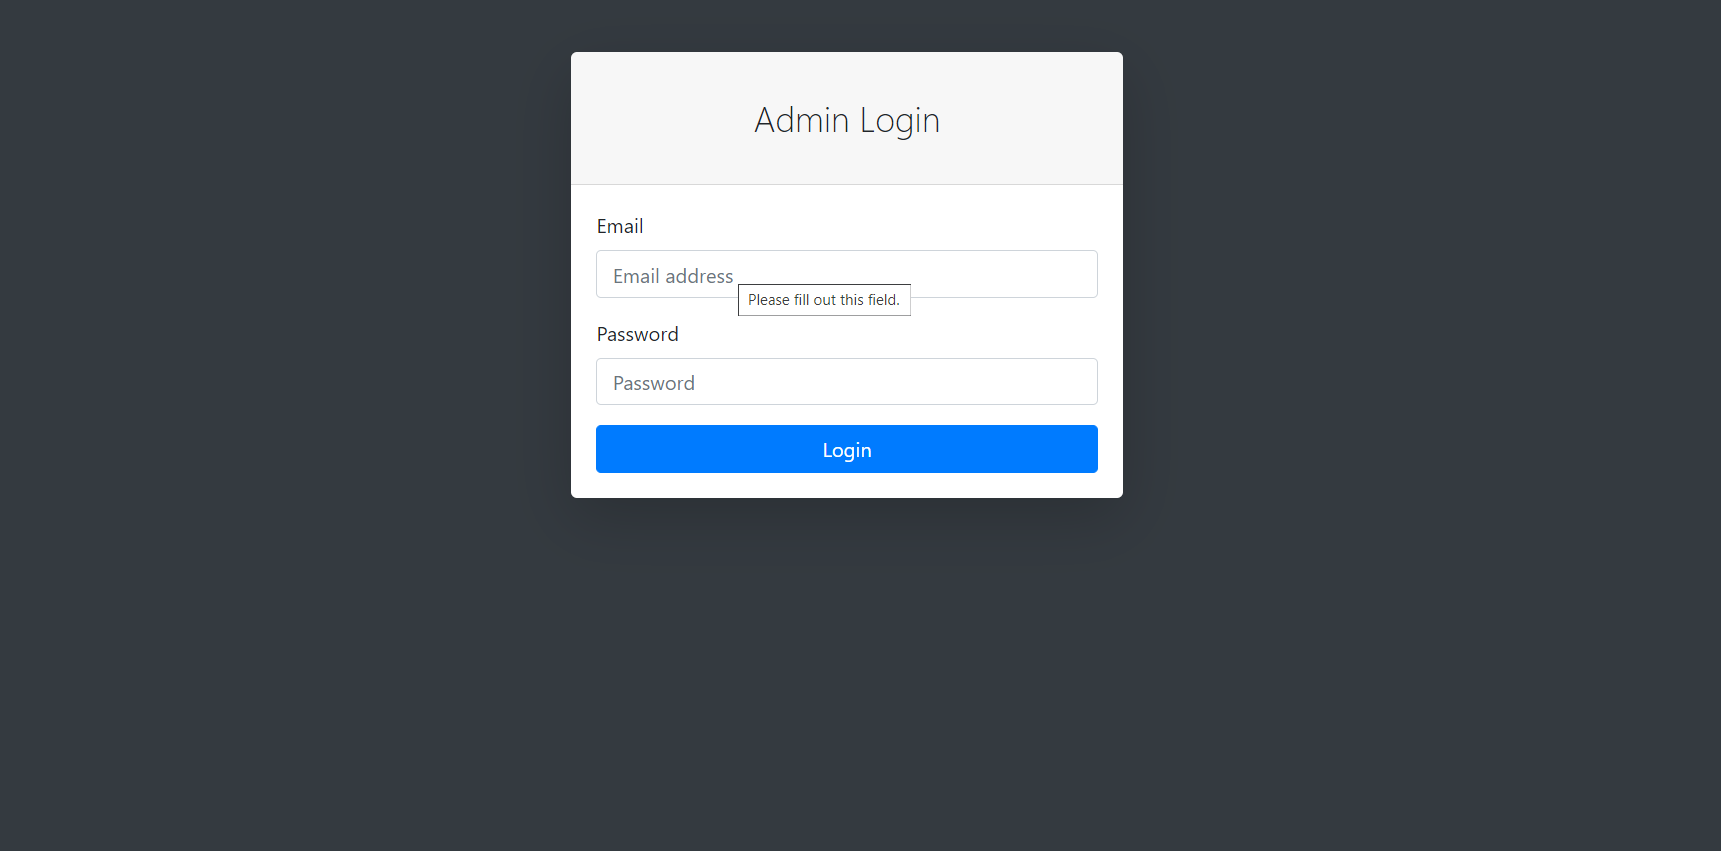 Admin Login
Email
Email address
Please fill out this field.
Password
Password
Login